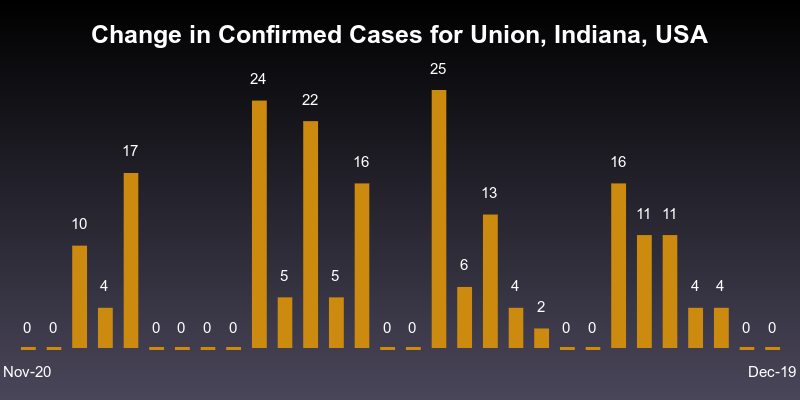 Change in Confirmed Cases for Union, Indiana, USA
0 0 10 4 17 0 0 0 0 24 5 22 5 16 0 0 25 6 13 4 2 0 0 16 11 11 4 4 0 0
Nov-20 Dec-19